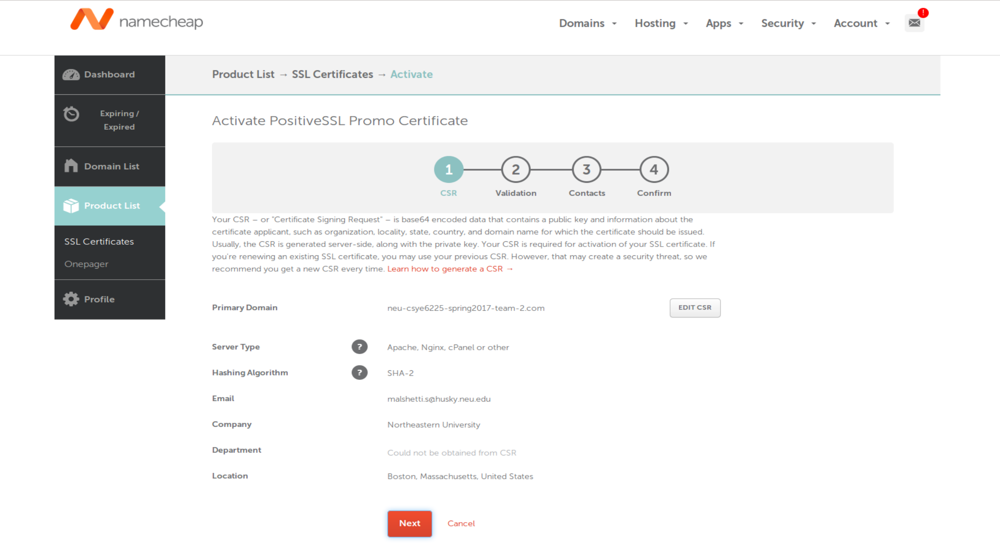 namecheap
Domains
Hosting
Apps
Security
Account
!
Dashboard
Expiring /
Expired
Domain List
Product List
SSL Certificates
Onepager
Profile
Product List → SSL Certificates → Activate
Activate PositiveSSL Promo Certificate
1 2 3 4
CSR Validation Contacts Confirm
Your CSR – or "Certificate Signing Request" – is base64 encoded data that contains a public key and information about the
certificate applicant, such as organization, locality, state, country, and domain name for which the certificate should be issued.
Usually, the CSR is generated server-side, along with the private key. Your CSR is required for activation of your SSL certificate. If
you're renewing an existing SSL certificate, you may use your previous CSR. However, that may create a security threat, so we
recommend you get a new CSR every time. Learn how to generate a CSR →
Primary Domain neu-csye6225-spring2017-team-2.com EDIT CSR
Server Type ? Apache, Nginx, cPanel or other
Hashing Algorithm ? SHA-2
Email malshetti.s@husky.neu.edu
Company Northeastern University
Department Could not be obtained from CSR
Location Boston, Massachusetts, United States
Next Cancel